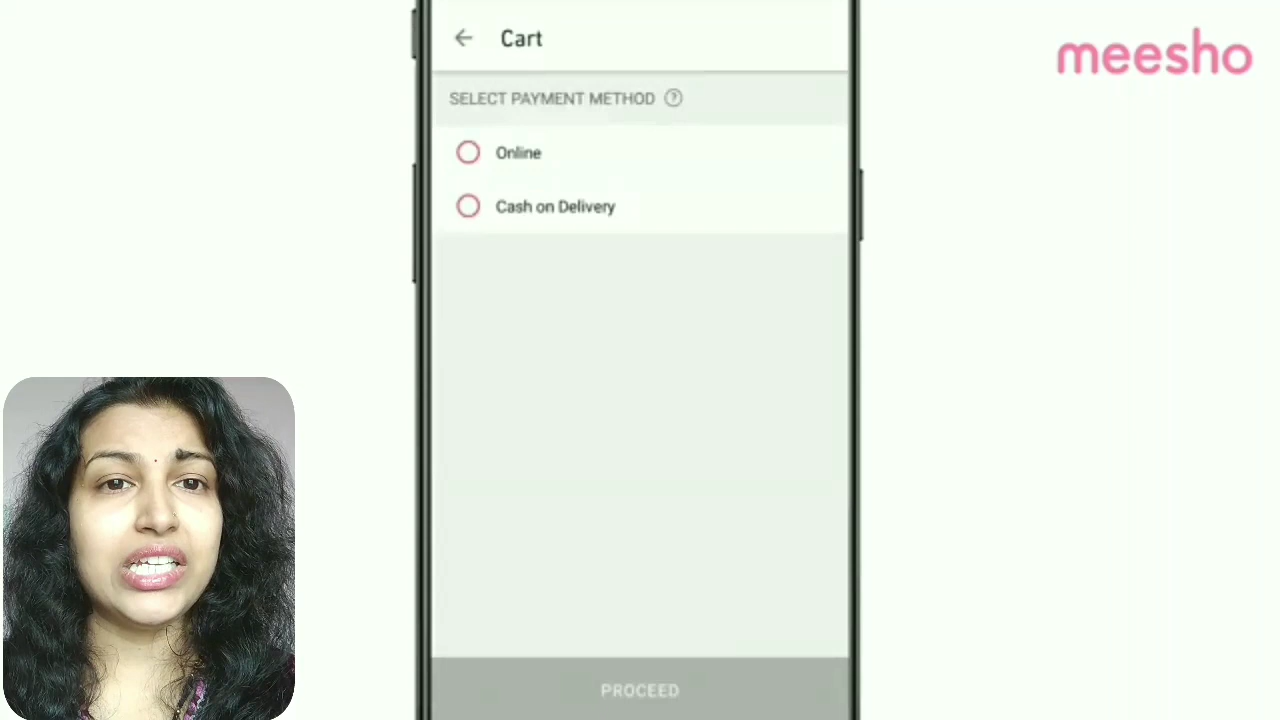 Cart
meesho
SELECT PAYMENT METHOD ?
Online
Cash on Delivery
PROCEED